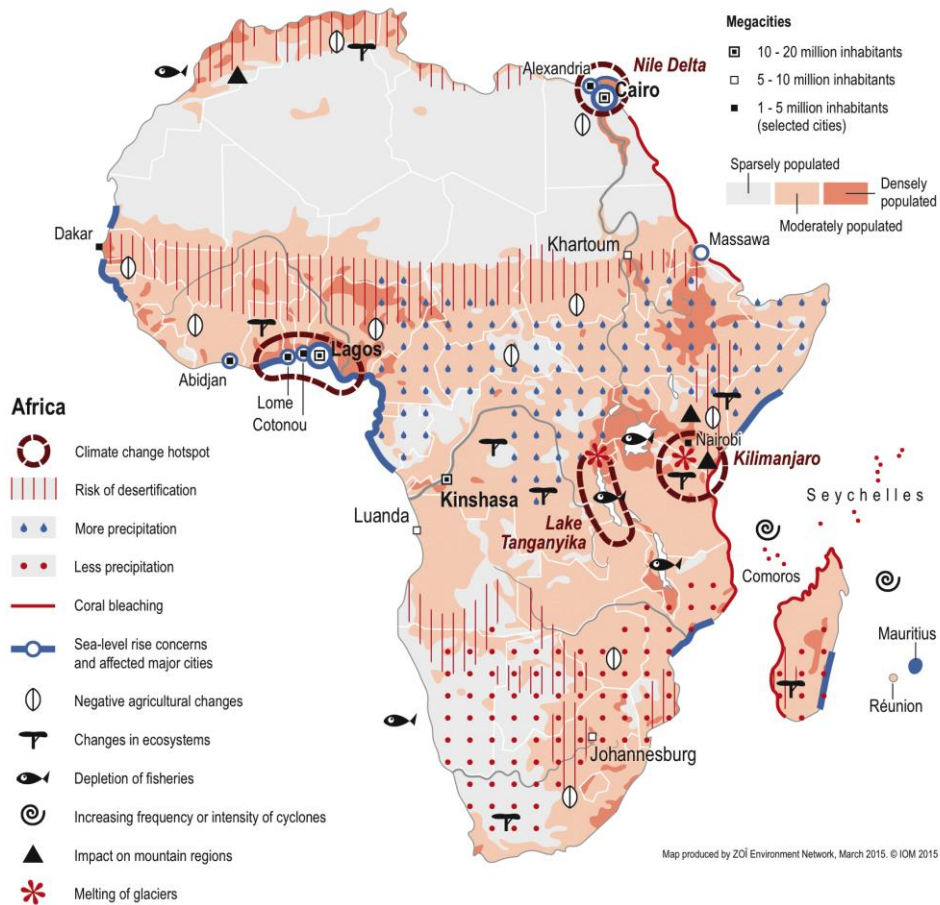 Megacities
10 - 20 million inhabitants
5 - 10 million inhabitants
1 - 5 million inhabitants
(selected cities)
Sparsely populated
Densely
populated
Moderately populated
Alexandria
Nile Delta
Cairo
Dakar
Khartoum
Massawa
Lagos
Abidjan
Lome
Cotonou
Nairobi
Kilimanjaro
Kinshasa
Luanda
Lake
Tanganyika
Seychelles
Comoros
Mauritius
Réunion
Johannesburg
Africa
Climate change hotspot
Risk of desertification
More precipitation
Less precipitation
Coral bleaching
Sea-level rise concerns
and affected major cities
Negative agricultural changes
Changes in ecosystems
Depletion of fisheries
Increasing frequency or intensity of cyclones
Impact on mountain regions
Melting of glaciers
Map produced by ZOÏ Environment Network, March 2015. © IOM 2015